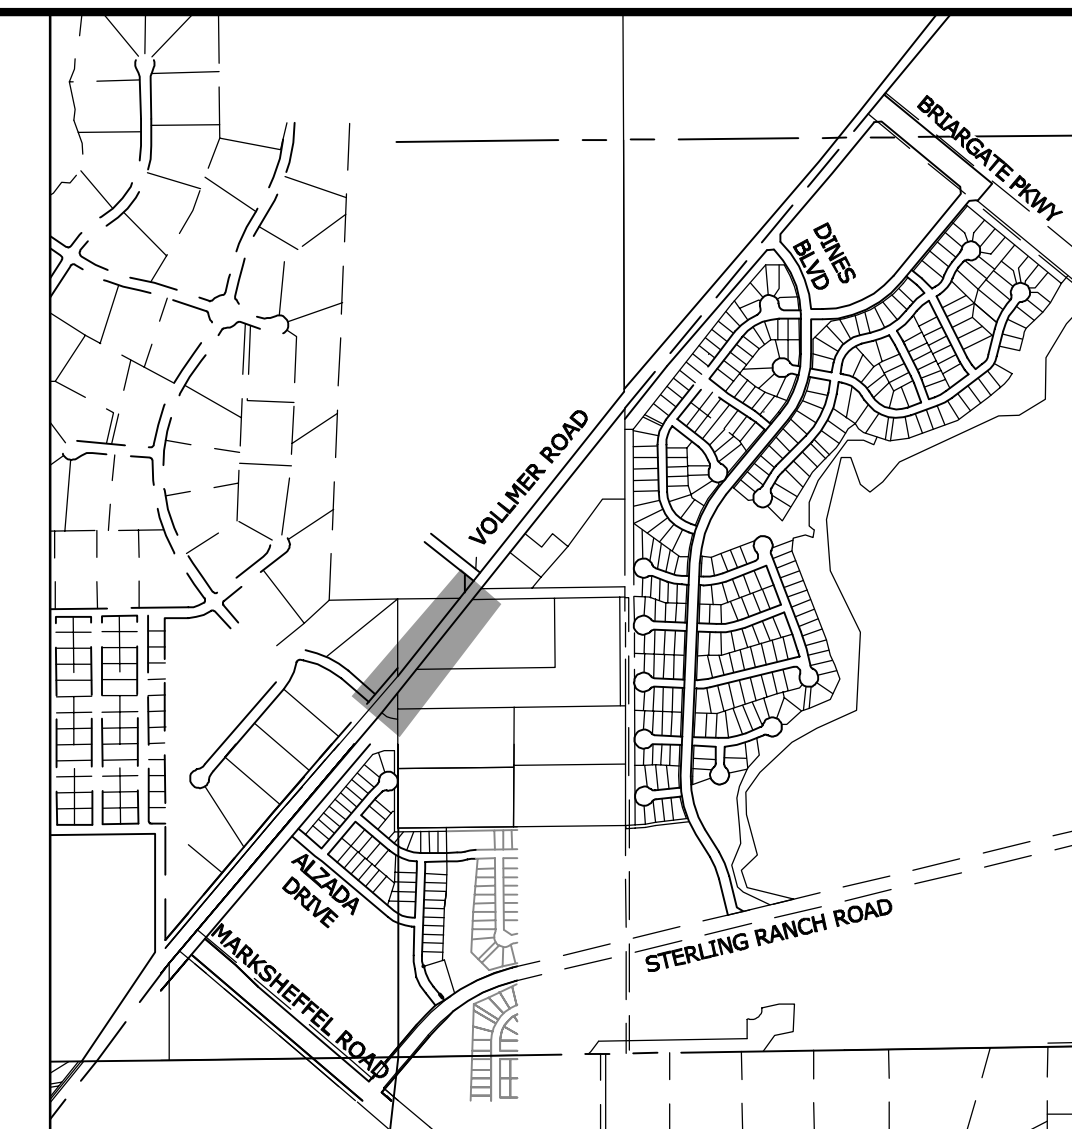 BRIARGATE PKWY
DINES
BLVD
VOLLMER ROAD
ALZADA
DRIVE
STERLING RANCH ROAD
MARKSHEFFEL ROAD